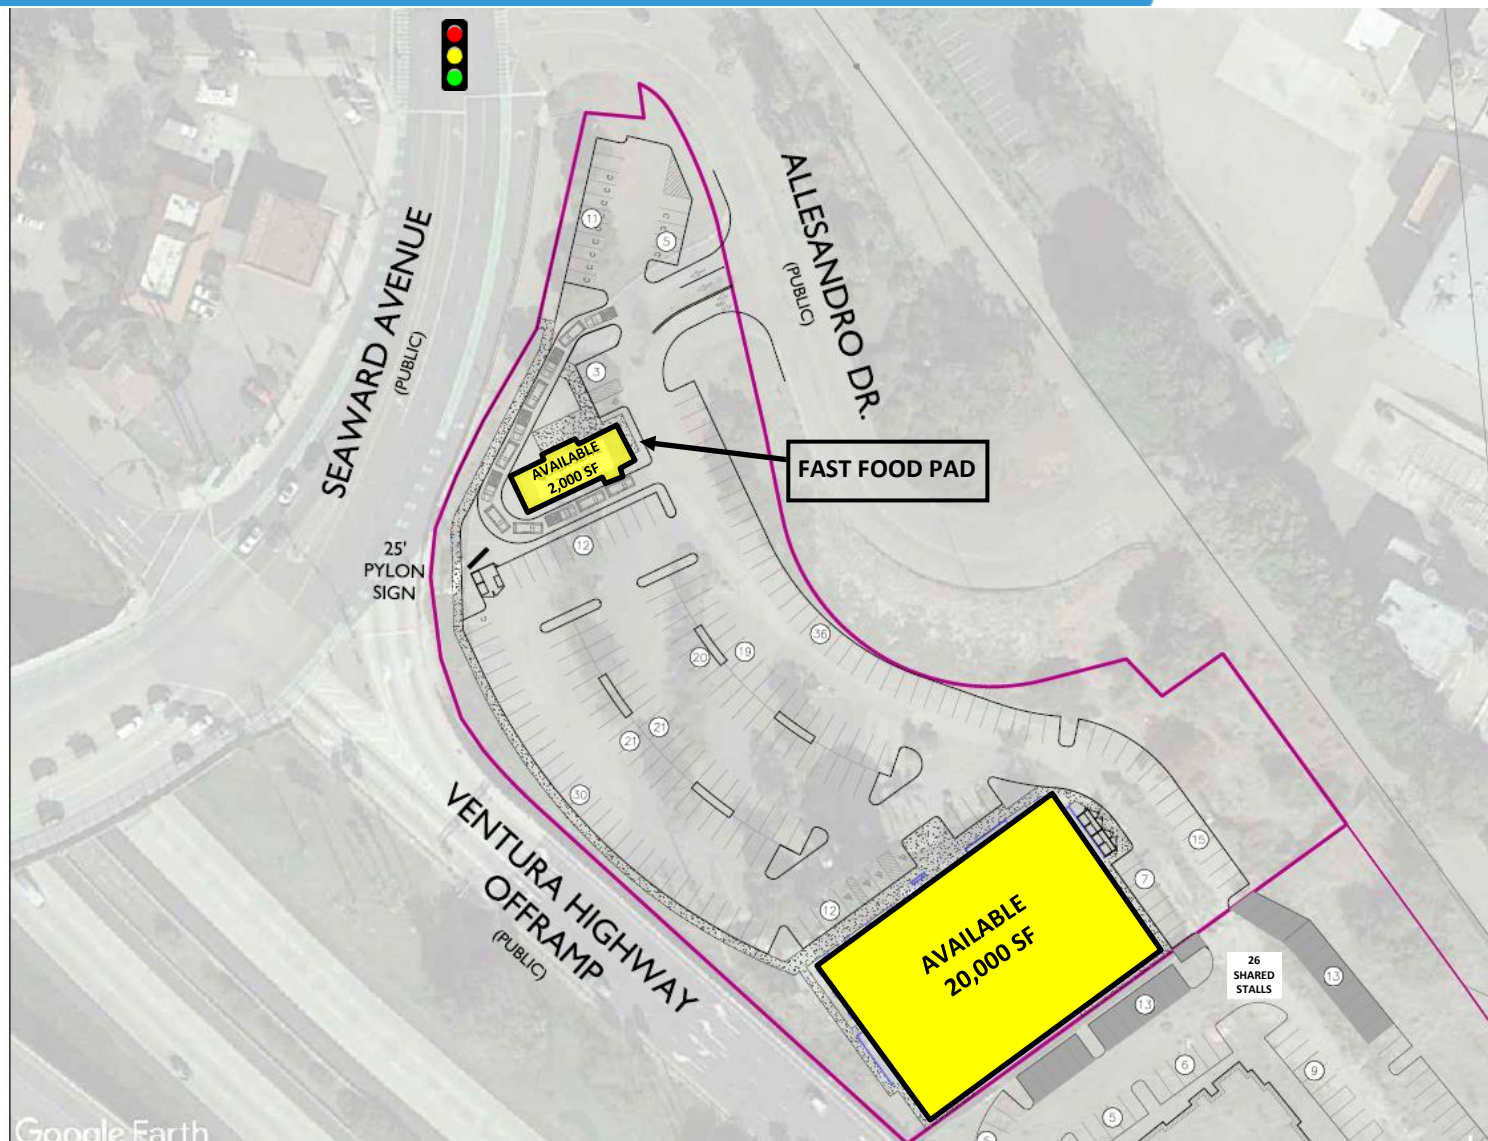 11
5
ALLESANDRO DR.
(PUBLIC)
SEAWARD AVENUE
(PUBLIC)
3
AVAILABLE
2,000 SF
FAST FOOD PAD
12
25'
PYLON
SIGN
36
20
19
21
21
30
VENTURA HIGHWAY
OFFRAMP
(PUBLIC)
15
7
12
AVAILABLE
20,000 SF
26
SHARED
STALLS
13
13
6
9
5
Google Earth